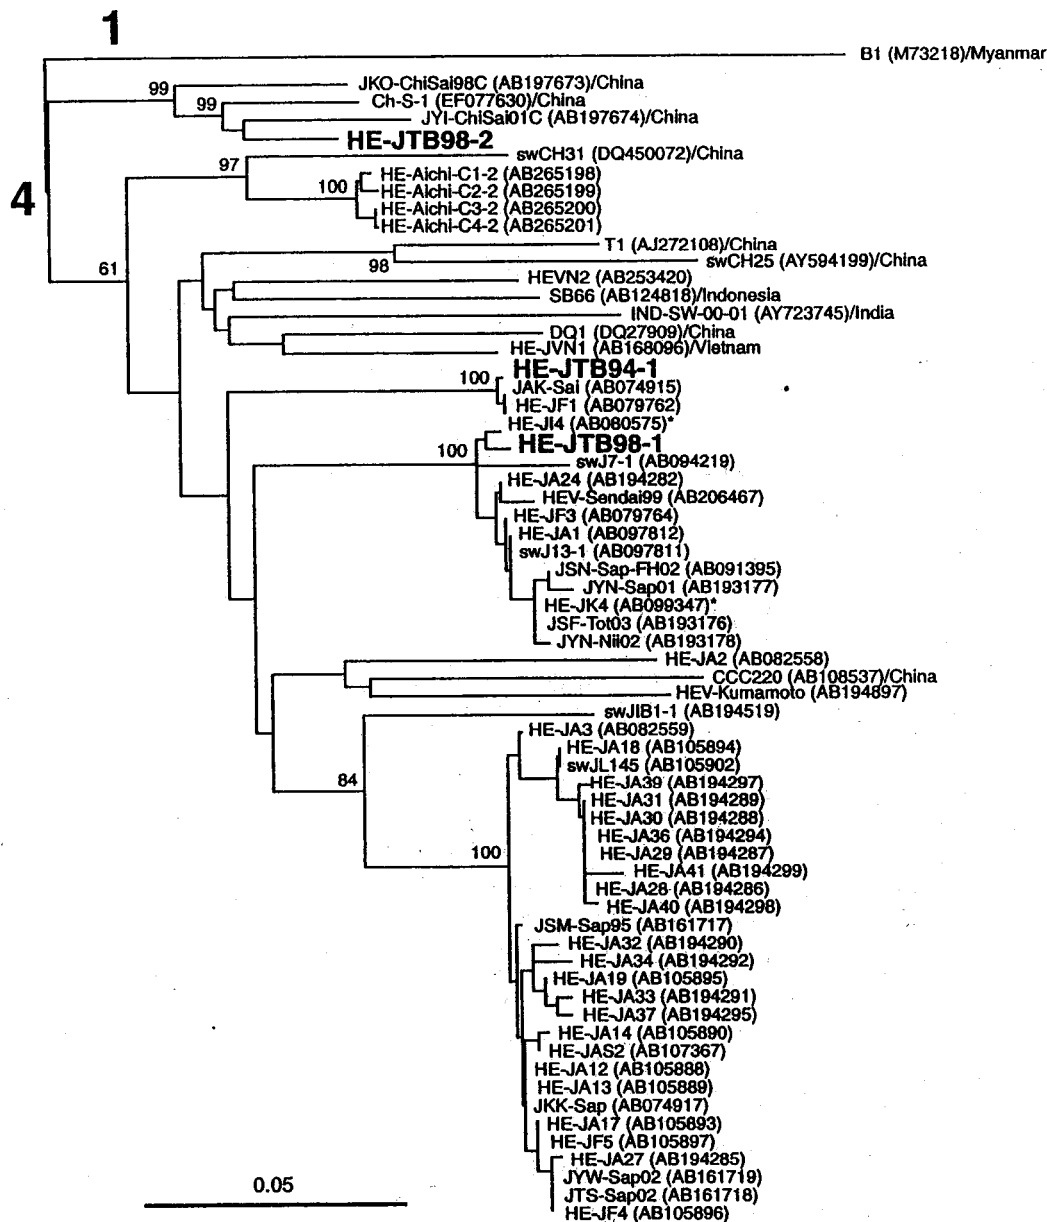 1
B1 (M73218)/Myanmar
99
JKO-ChiSai98C (AB197673)/China
99
Ch-S-1 (EF077630)/China
JYI-ChiSai01C (AB197674)/China
HE-JTB98-2
97
swCH31 (DQ450072)/China
4
100
HE-Aichi-C1-2 (AB265198)
HE-Aichi-C2-2 (AB265199)
HE-Aichi-C3-2 (AB265200)
HE-Aichi-C4-2 (AB265201)
T1 (AJ272108)/China
61
98
swCH25 (AY594199)/China
HEVN2 (AB253420)
SB66 (AB124818)/Indonesia
IND-SW-00-01 (AY723745)/India
DQ1 (DQ27909)/China
HE-JVN1 (AB168096)/Vietnam
HE-JTB94-1
100
JAK-Sai (AB074915)
HE-JF1 (AB079762)
HE-JI4 (AB080575)*
HE-JTB98-1
100
swJ7-1 (AB094219)
HE-JA24 (AB194282)
HEV-Sendai99 (AB206467)
HE-JF3 (AB079764)
HE-JA1 (AB097812)
swJ13-1 (AB097811)
JSN-Sap-FH02 (AB091395)
JYN-Sap01 (AB193177)
HE-JK4 (AB099347)*
JSF-Tot03 (AB193176)
JYN-Nii02 (AB193178)
HE-JA2 (AB082558)
CCC220 (AB108537)/China
HEV-Kumamoto (AB194897)
swJIB1-1 (AB194519)
HE-JA3 (AB082559)
HE-JA18 (AB105894)
swJL145 (AB105902)
84
HE-JA39 (AB194297)
HE-JA31 (AB194289)
HE-JA30 (AB194288)
HE-JA36 (AB194294)
100
HE-JA29 (AB194287)
HE-JA41 (AB194299)
HE-JA28 (AB194286)
HE-JA40 (AB194298)
JSM-Sap95 (AB161717)
HE-JA32 (AB194290)
HE-JA34 (AB194292)
HE-JA19 (AB105895)
HE-JA33 (AB194291)
HE-JA37 (AB194295)
HE-JA14 (AB105890)
HE-JAS2 (AB107367)
HE-JA12 (AB105888)
HE-JA13 (AB105889)
JKK-Sap (AB074917)
HE-JA17 (AB105893)
HE-JF5 (AB105897)
HE-JA27 (AB194285)
JYW-Sap02 (AB161719)
0.05
JTS-Sap02 (AB161718)
HE-JF4 (AB105896)